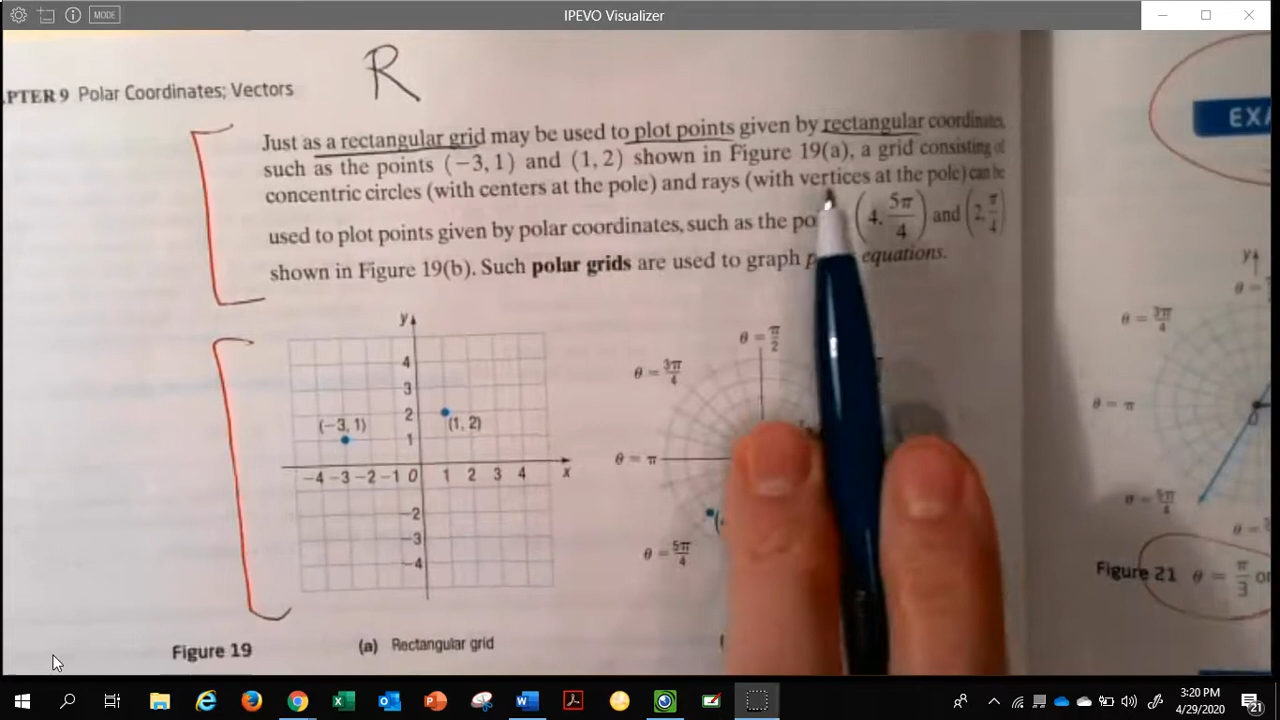 MODE
IPEVO Visualizer
R
PTER 9 Polar Coordinates; Vectors
EXA
Just as a rectangular grid may be used to plot points given by rectangular coordinates,
such as the points (−3, 1) and (1, 2) shown in Figure 19(a), a grid consisting of
concentric circles (with centers at the pole) and rays (with vertices at the pole) can be
used to plot points given by polar coordinates, such as the po (4, 5π/4) and (2, π/4)
shown in Figure 19(b). Such polar grids are used to graph equations.
y
4
3
2
1
(−3, 1)
(1, 2)
−4 −3 −2 −1 0 1 2 3 4 x
−2
−3
−4
θ = π/2
θ = 3π/4
θ = π
θ = 5π/4
y
θ =
θ = 3π/4
θ = π
θ = 5π/4
Figure 21 θ = π/3 or
Figure 19
(a) Rectangular grid
3:20 PM
4/29/2020
21